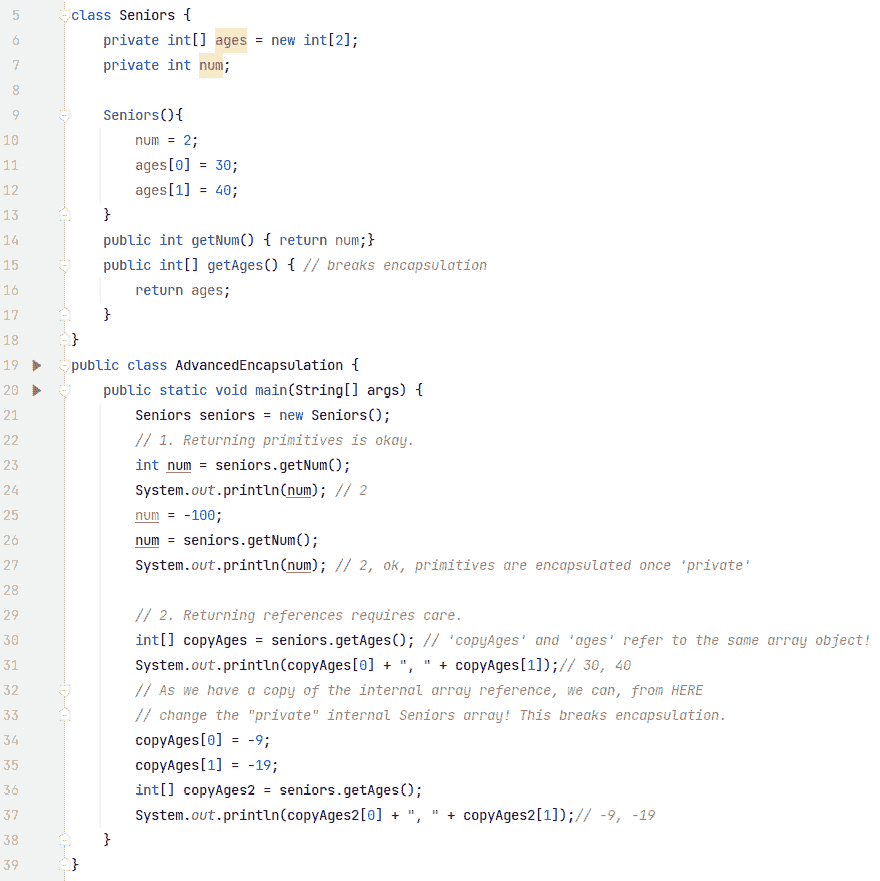 5 class Seniors {
6     private int[] ages = new int[2];
7     private int num;
8
9     Seniors(){
10         num = 2;
11         ages[0] = 30;
12         ages[1] = 40;
13     }
14     public int getNum() { return num;}
15     public int[] getAges() { // breaks encapsulation
16         return ages;
17     }
18 }
19 public class AdvancedEncapsulation {
20     public static void main(String[] args) {
21         Seniors seniors = new Seniors();
22         // 1. Returning primitives is okay.
23         int num = seniors.getNum();
24         System.out.println(num); // 2
25         num = -100;
26         num = seniors.getNum();
27         System.out.println(num); // 2, ok, primitives are encapsulated once 'private'
28
29         // 2. Returning references requires care.
30         int[] copyAges = seniors.getAges(); // 'copyAges' and 'ages' refer to the same array object!
31         System.out.println(copyAges[0] + ", " + copyAges[1]);// 30, 40
32         // As we have a copy of the internal array reference, we can, from HERE
33         // change the "private" internal Seniors array! This breaks encapsulation.
34         copyAges[0] = -9;
35         copyAges[1] = -19;
36         int[] copyAges2 = seniors.getAges();
37         System.out.println(copyAges2[0] + ", " + copyAges2[1]);// -9, -19
38     }
39 }